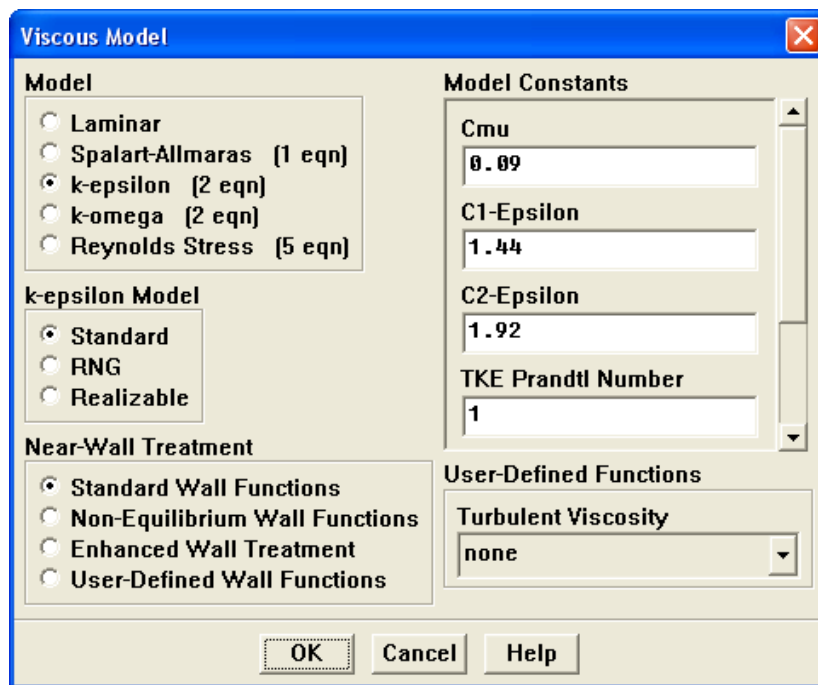 Viscous Model
Model
Laminar
Spalart-Allmaras (1 eqn)
k-epsilon (2 eqn)
k-omega (2 eqn)
Reynolds Stress (5 eqn)
k-epsilon Model
Standard
RNG
Realizable
Near-Wall Treatment
Standard Wall Functions
Non-Equilibrium Wall Functions
Enhanced Wall Treatment
User-Defined Wall Functions
Model Constants
Cmu
0.09
C1-Epsilon
1.44
C2-Epsilon
1.92
TKE Prandtl Number
1
User-Defined Functions
Turbulent Viscosity
none
OK
Cancel
Help